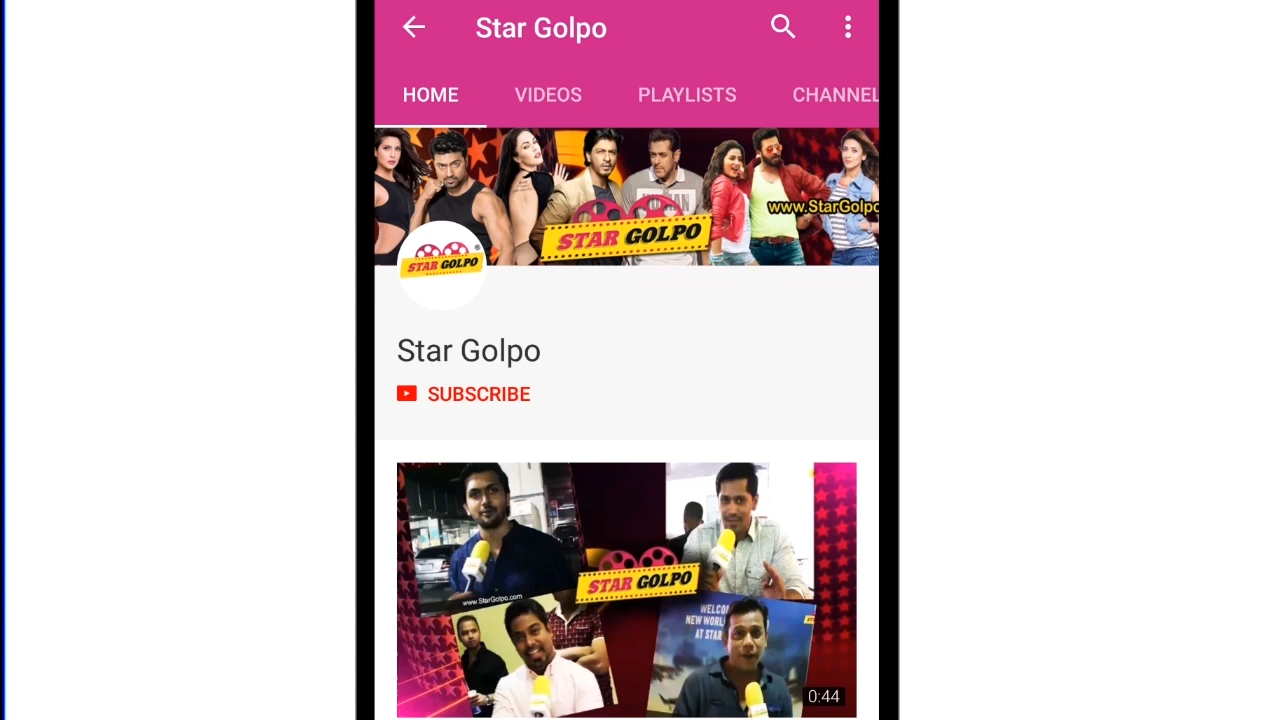 Star Golpo
HOME VIDEOS PLAYLISTS CHANNEL
www.StarGolpo
STAR GOLPO
STAR GOLPO
Star Golpo
SUBSCRIBE
STAR GOLPO
www.StarGolpo.com
WELCO
NEW WORL
AT STAR
0:44